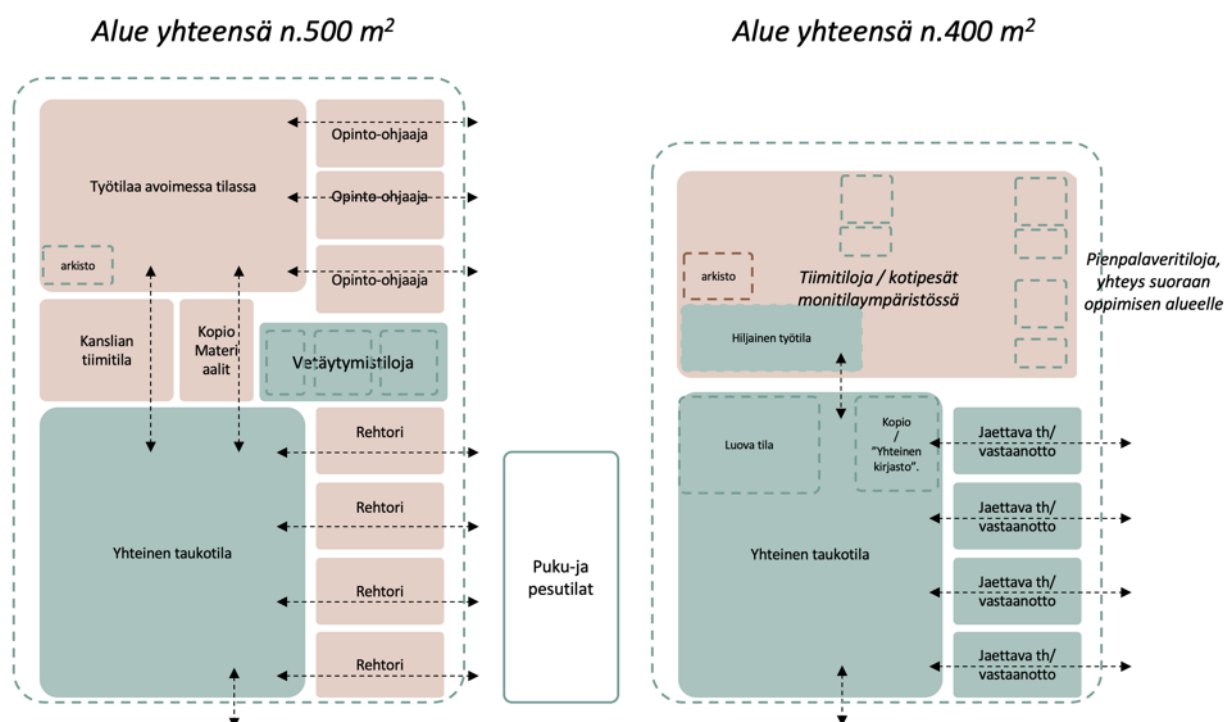 Alue yhteensä n.500 m²
Työtilaa avoimessa tilassa
arkisto
Opinto-ohjaaja
Opinto-ohjaaja
Opinto-ohjaaja
Kanslian
tiimitila
Kopio
Materi
aalit
Vetäytymistiloja
Yhteinen taukotila
Rehtori
Rehtori
Rehtori
Rehtori
Puku-ja
pesutilat
Alue yhteensä n.400 m²
arkisto
Tiimitiloja / kotipesät
monitilaympäristössä
Hiljainen työtila
Pienpalaveritiloja,
yhteys suoraan
oppimisen alueelle
Luova tila
Kopio
/
”Yhteinen
kirjasto”.
Yhteinen taukotila
Jaettava th/
vastaanotto
Jaettava th/
vastaanotto
Jaettava th/
vastaanotto
Jaettava th/
vastaanotto